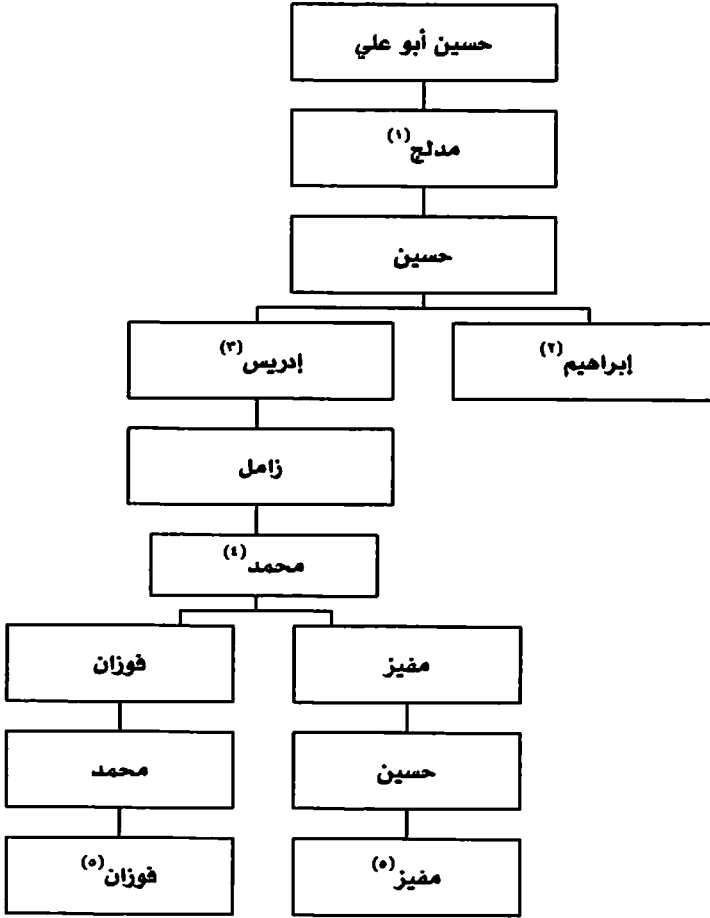 حسين أبو علي
مدلج (١)
حسين
إبراهيم (٢)
إدريس (٣)
زامل
محمد (٤)
مفيز
فوزان
حسين
محمد
مفيز (٥)
فوزان (٥)